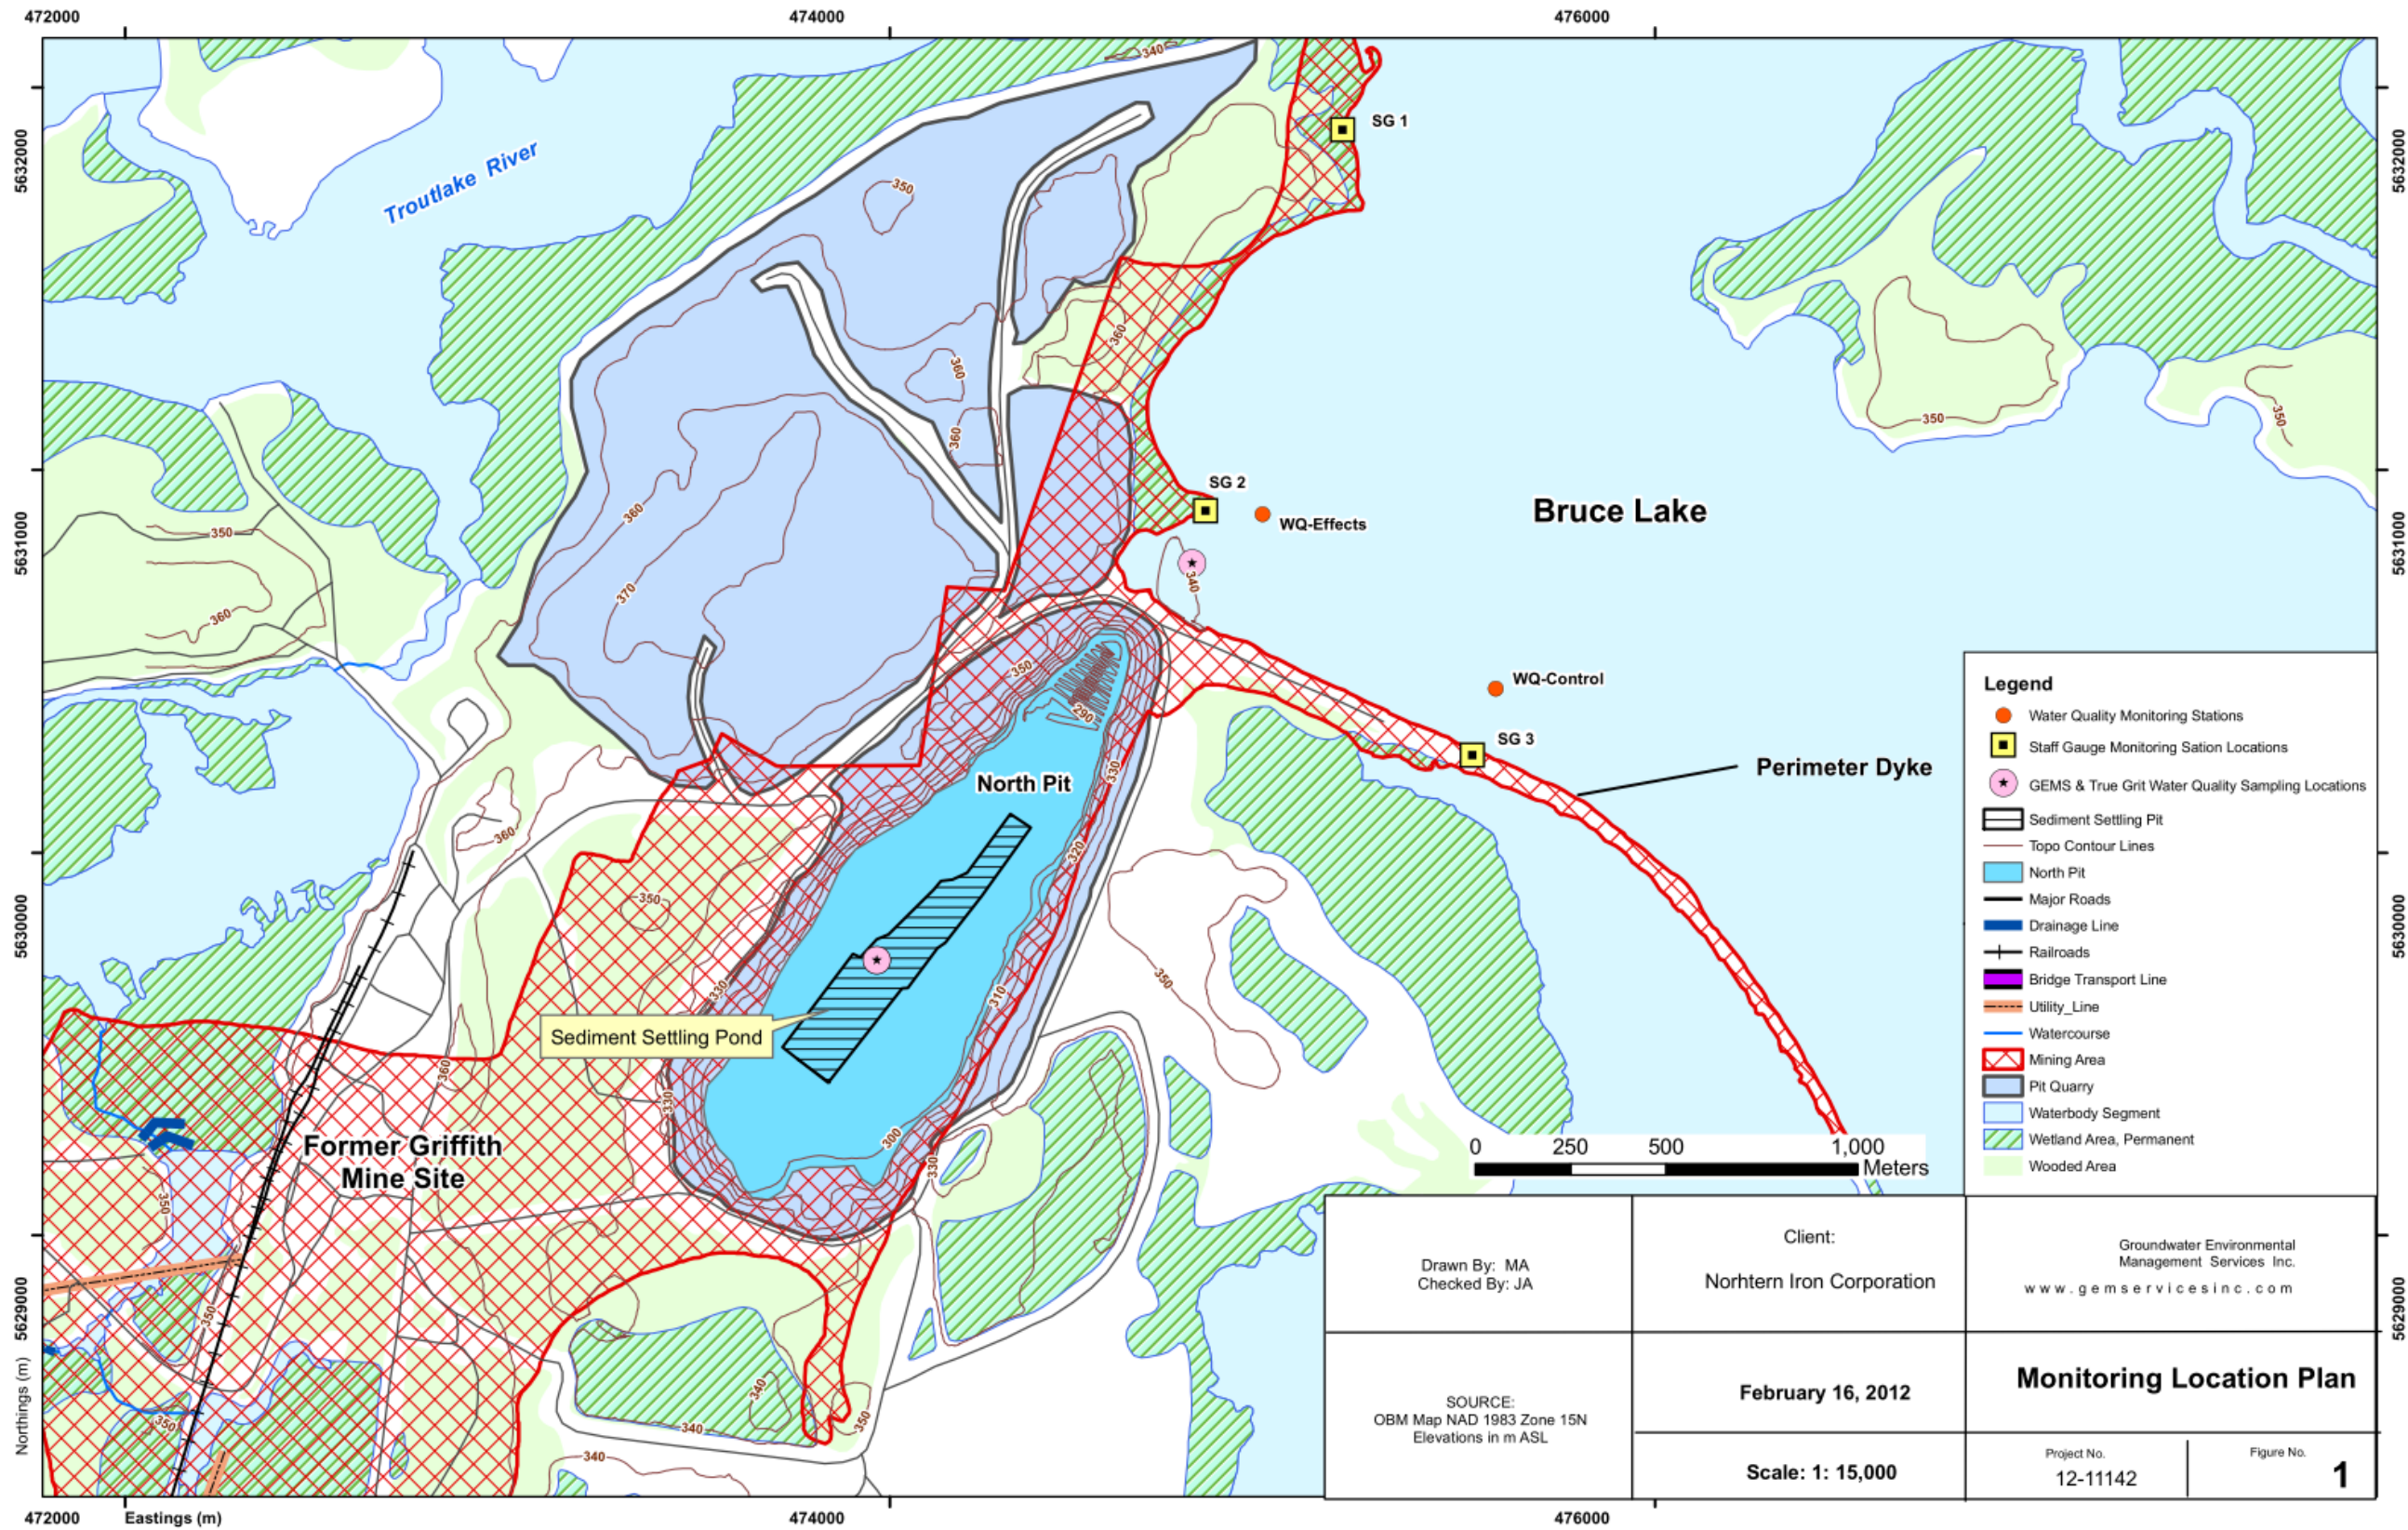 472000
474000
476000
5632000
5631000
5630000
5629000
Northings (m)
5632000
5631000
5630000
5629000
472000
Eastings (m)
474000
476000
Troutlake River
340
SG 1
350
360
360
360
350
350
SG 2
WQ-Effects
Bruce Lake
350
360
360
370
340
350
WQ-Control
290
SG 3
North Pit
330
Perimeter Dyke
360
320
350
350
330
310
Sediment Settling Pond
360
330
300
330
Former Griffith
Mine Site
350
350
350
340
340
350
340
Legend
Water Quality Monitoring Stations
Staff Gauge Monitoring Sation Locations
GEMS & True Grit Water Quality Sampling Locations
Sediment Settling Pit
Topo Contour Lines
North Pit
Major Roads
Drainage Line
Railroads
Bridge Transport Line
Utility_Line
Watercourse
Mining Area
Pit Quarry
Waterbody Segment
Wetland Area, Permanent
Wooded Area
0 250 500 1,000
Meters
Drawn By: MA
Checked By: JA
Client:
Norhtern Iron Corporation
Groundwater Environmental
Management Services Inc.
www.gemservicesinc.com
SOURCE:
OBM Map NAD 1983 Zone 15N
Elevations in m ASL
February 16, 2012
Scale: 1: 15,000
Monitoring Location Plan
Project No.
12-11142
Figure No.
1